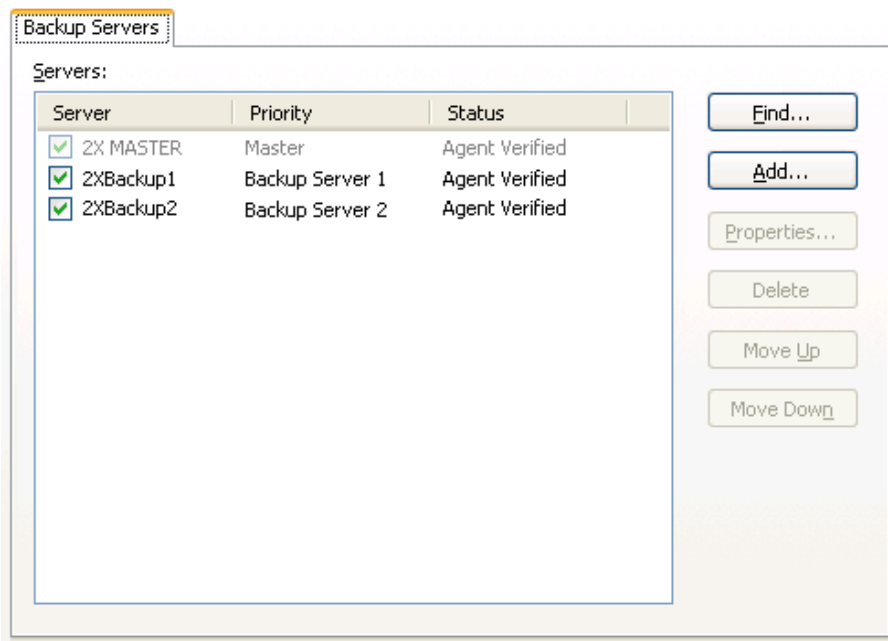 Backup Servers
Servers:
Server Priority Status
2X MASTER Master Agent Verified
2XBackup1 Backup Server 1 Agent Verified
2XBackup2 Backup Server 2 Agent Verified
Find...
Add...
Properties...
Delete
Move Up
Move Down